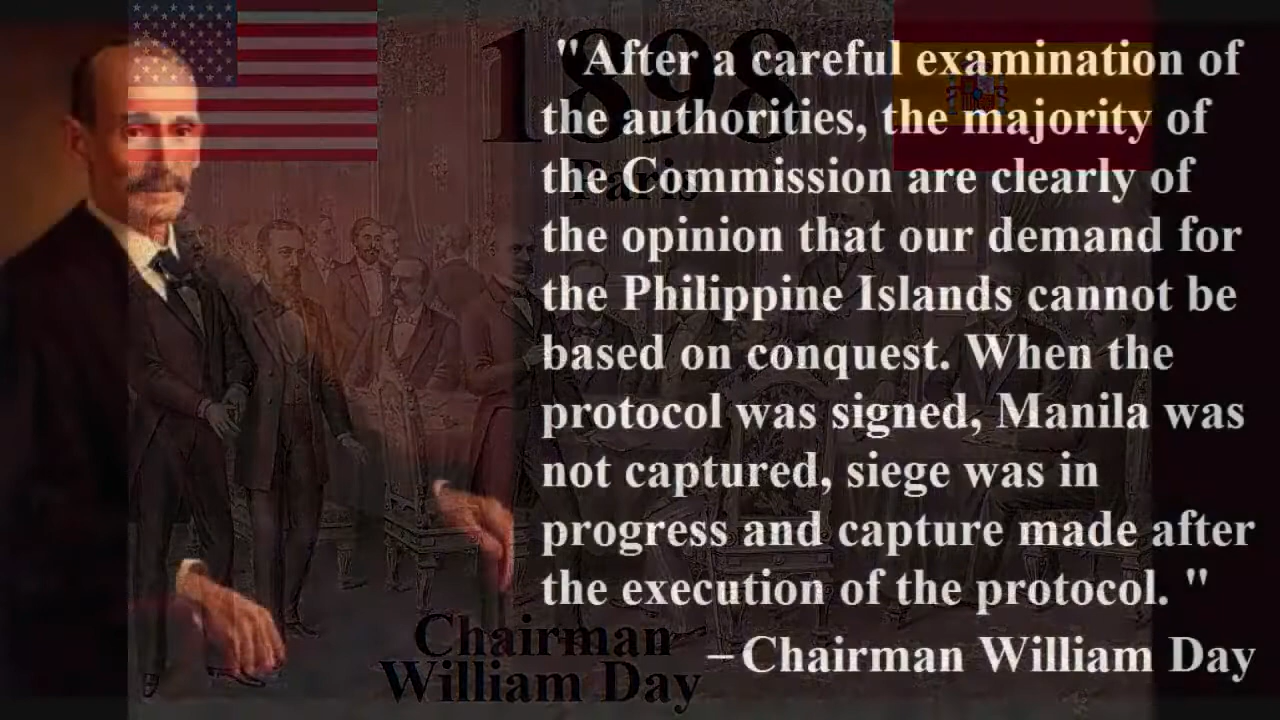 1898
Paris
"After a careful examination of
the authorities, the majority of
the Commission are clearly of
the opinion that our demand for
the Philippine Islands cannot be
based on conquest. When the
protocol was signed, Manila was
not captured, siege was in
progress and capture made after
the execution of the protocol. "
–Chairman William Day
Chairman
William Day